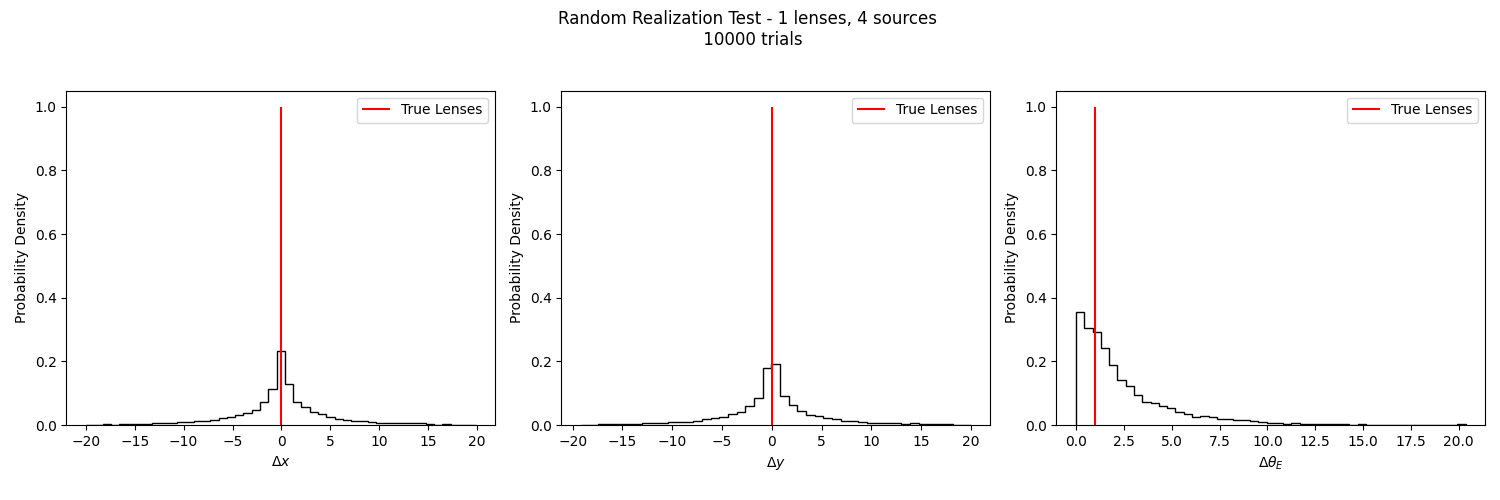 Random Realization Test - 1 lenses, 4 sources
10000 trials
Probability Density
1.0
0.8
0.6
0.4
0.2
0.0
True Lenses
−20 −15 −10 −5 0 5 10 15 20
Δx
Probability Density
1.0
0.8
0.6
0.4
0.2
0.0
True Lenses
−20 −15 −10 −5 0 5 10 15 20
Δy
Probability Density
1.0
0.8
0.6
0.4
0.2
0.0
True Lenses
0.0 2.5 5.0 7.5 10.0 12.5 15.0 17.5 20.0
Δθ_E